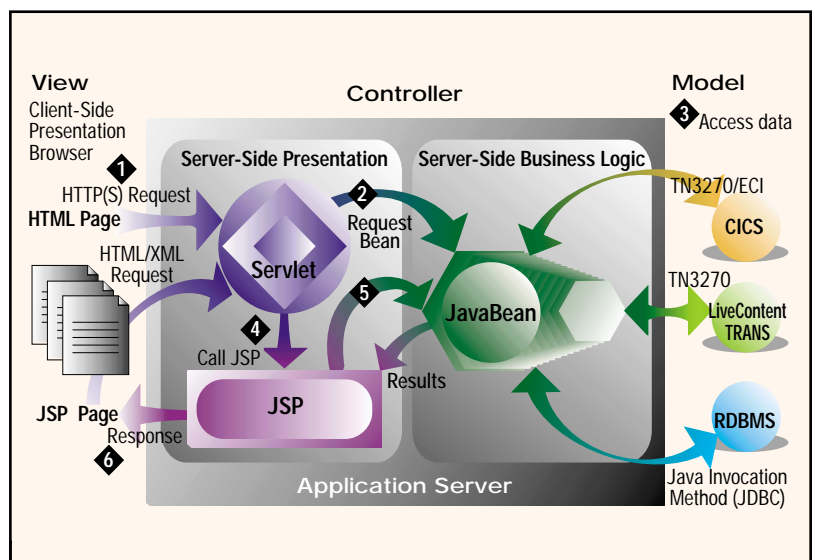 View
Client-Side
Presentation
Browser
Controller
Model
3 Access data
1
HTTP(S) Request
HTML Page
HTML/XML
Request
Server-Side Presentation
Server-Side Business Logic
2
Request
Bean
Servlet
TN3270/ECI
CICS
TN3270
LiveContent
TRANS
JavaBean
5
4
Call JSP
Results
JSP
JSP Page
Response
6
RDBMS
Java Invocation
Method (JDBC)
Application Server